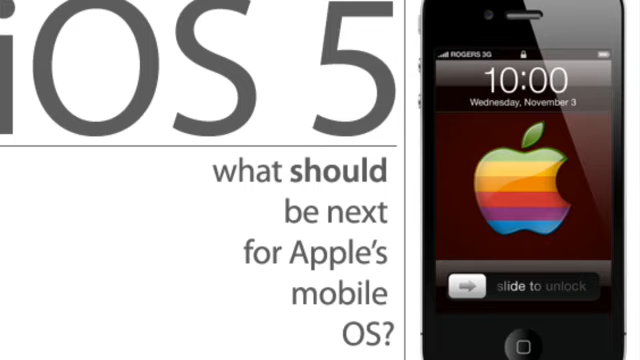 iOS 5
what should
be next
for Apple's
mobile
OS?
ROGERS 3G
10:00
Wednesday, November 3
slide to unlock